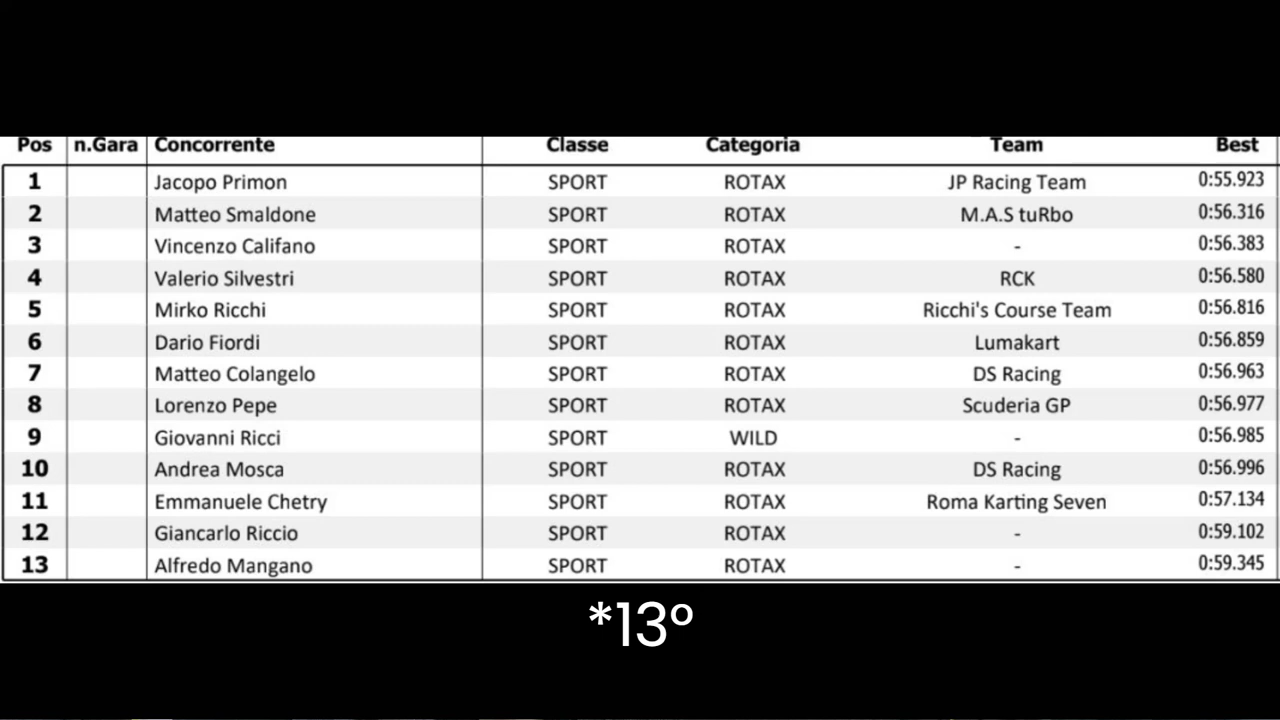 Pos n.Gara Concorrente Classe Categoria Team Best
1 Jacopo Primon SPORT ROTAX JP Racing Team 0:55.923
2 Matteo Smaldone SPORT ROTAX M.A.S tuRbo 0:56.316
3 Vincenzo Califano SPORT ROTAX - 0:56.383
4 Valerio Silvestri SPORT ROTAX RCK 0:56.580
5 Mirko Ricchi SPORT ROTAX Ricchi's Course Team 0:56.816
6 Dario Fiordi SPORT ROTAX Lumakart 0:56.859
7 Matteo Colangelo SPORT ROTAX DS Racing 0:56.963
8 Lorenzo Pepe SPORT ROTAX Scuderia GP 0:56.977
9 Giovanni Ricci SPORT WILD - 0:56.985
10 Andrea Mosca SPORT ROTAX DS Racing 0:56.996
11 Emmanuele Chetry SPORT ROTAX Roma Karting Seven 0:57.134
12 Giancarlo Riccio SPORT ROTAX - 0:59.102
13 Alfredo Mangano SPORT ROTAX - 0:59.345
*13º